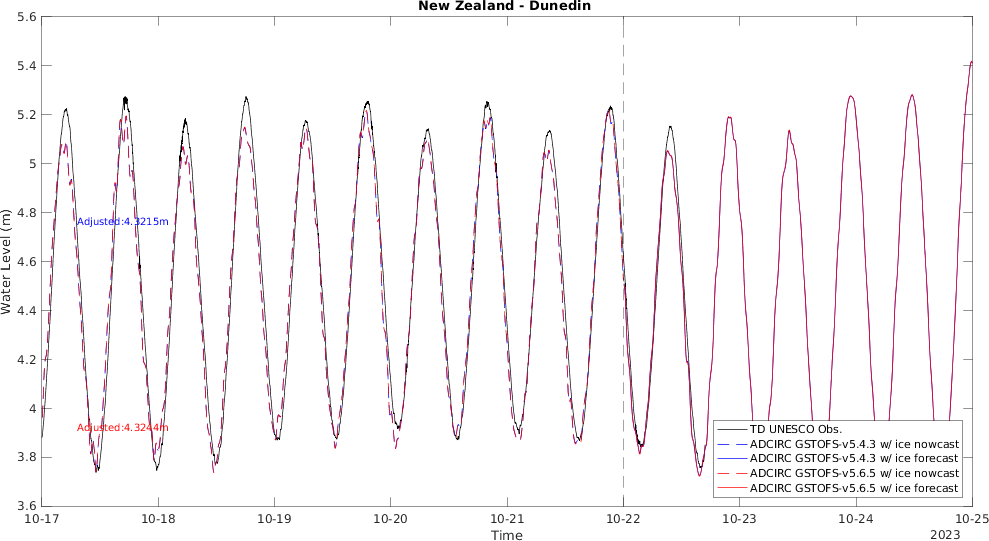 New Zealand - Dunedin
5.6
5.4
5.2
5
4.8
4.6
4.4
4.2
4
3.8
3.6
Water Level (m)
Adjusted:4.3215m
Adjusted:4.3244m
TD UNESCO Obs.
ADCIRC GSTOFS-v5.4.3 w/ ice nowcast
ADCIRC GSTOFS-v5.4.3 w/ ice forecast
ADCIRC GSTOFS-v5.6.5 w/ ice nowcast
ADCIRC GSTOFS-v5.6.5 w/ ice forecast
10-17 10-18 10-19 10-20 10-21 10-22 10-23 10-24 10-25
Time
2023